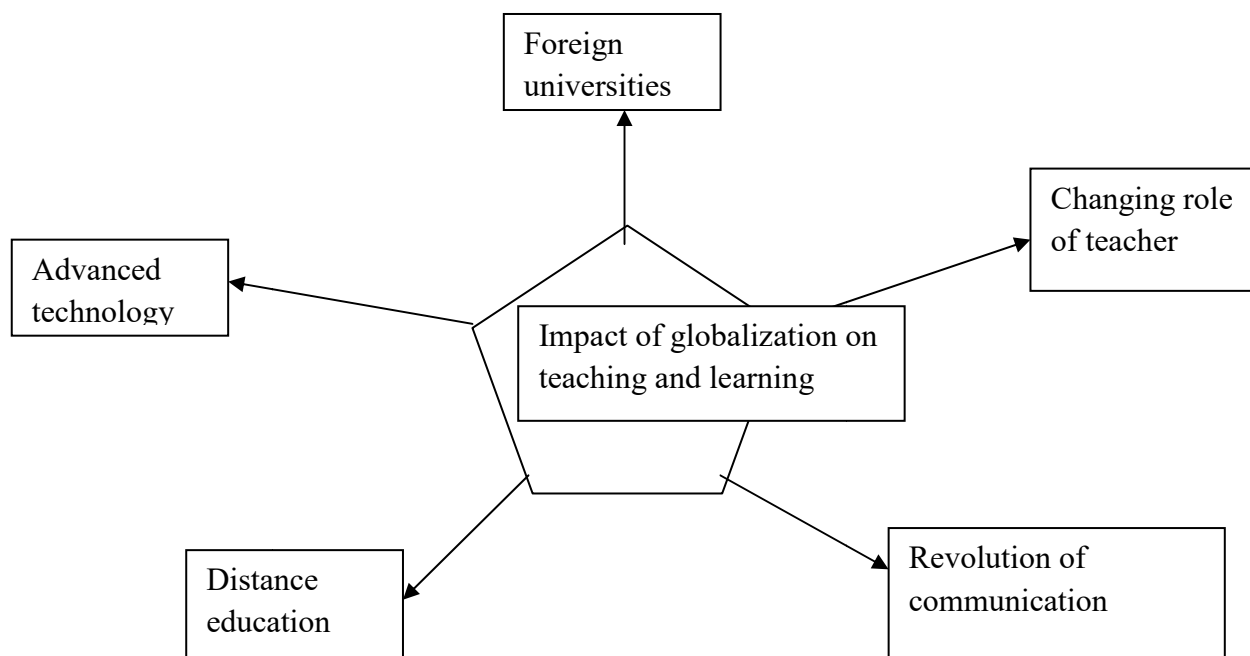 Foreign
universities
Changing role
of teacher
Advanced
technology
Impact of globalization on
teaching and learning
Distance
education
Revolution of
communication